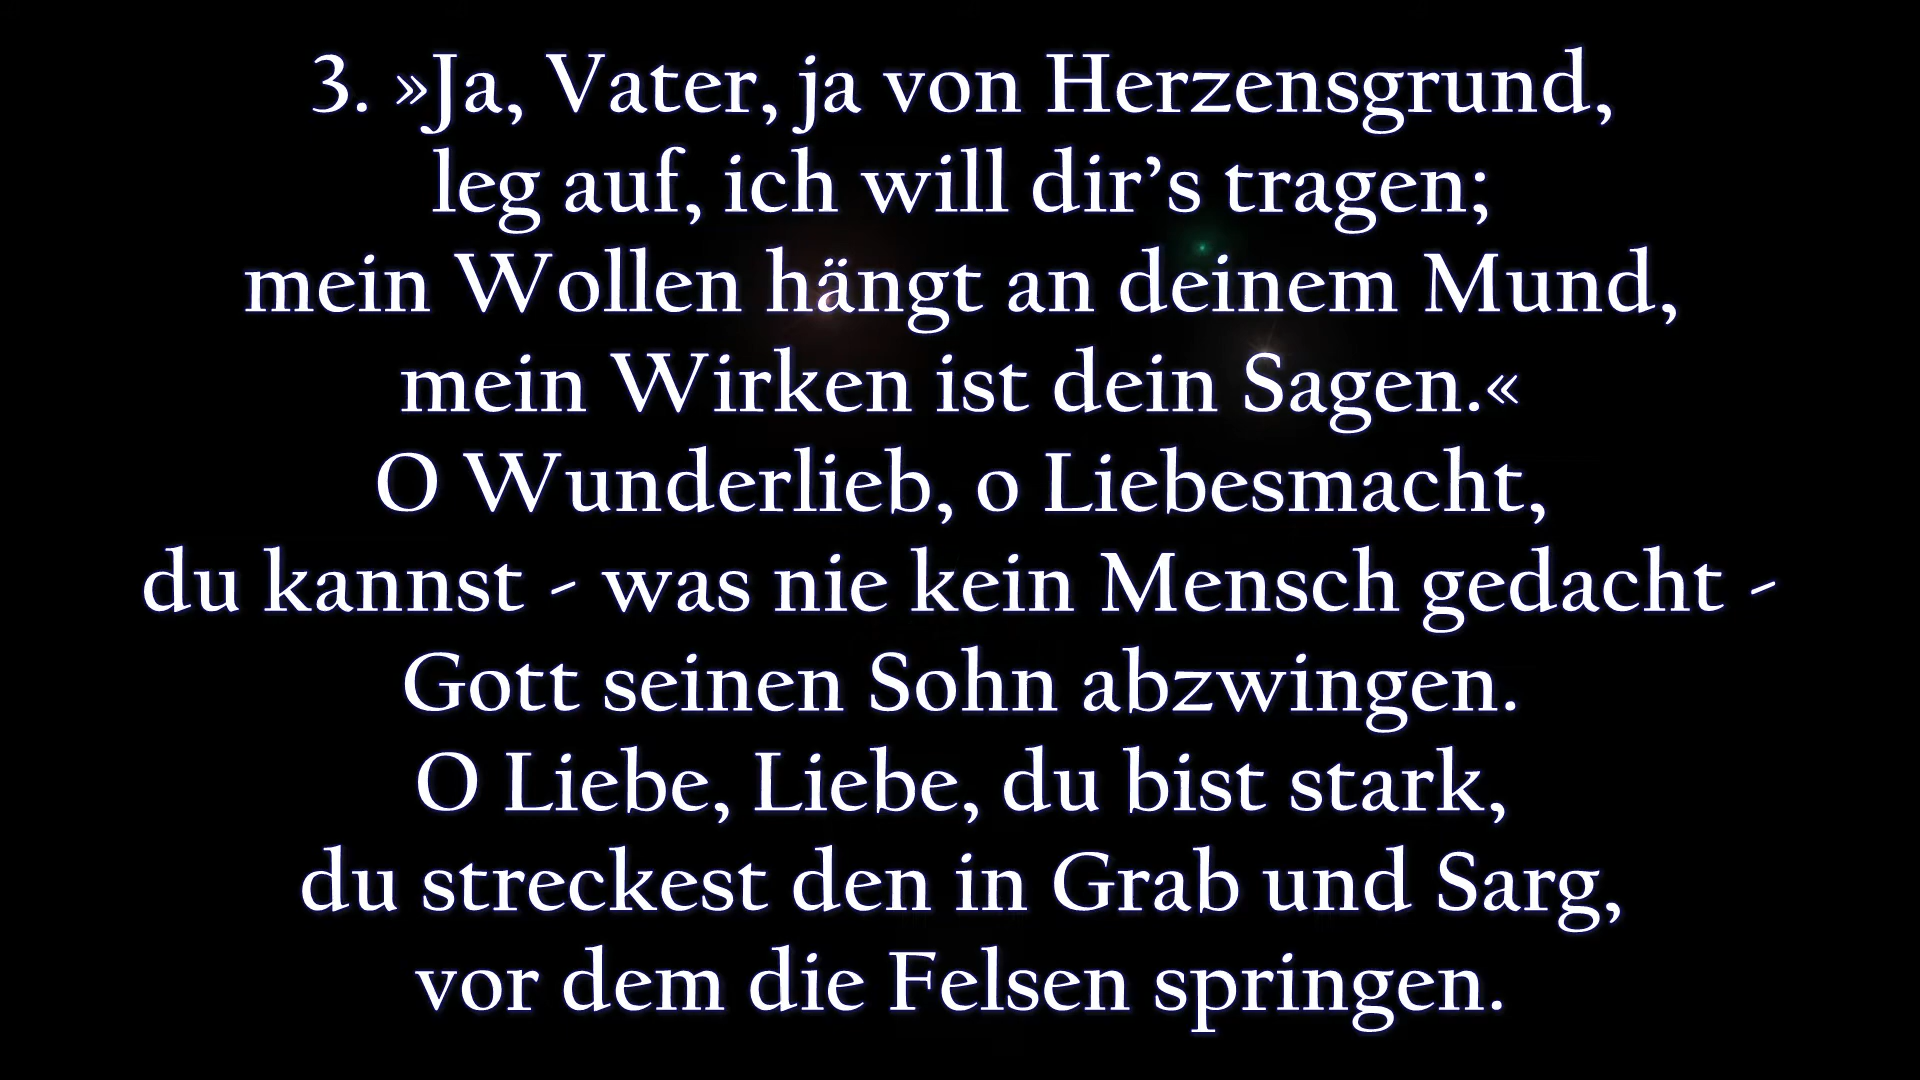 3. »Ja, Vater, ja von Herzensgrund,
leg auf, ich will dir’s tragen;
mein Wollen hängt an deinem Mund,
mein Wirken ist dein Sagen.«
O Wunderlieb, o Liebesmacht,
du kannst - was nie kein Mensch gedacht -
Gott seinen Sohn abzwingen.
O Liebe, Liebe, du bist stark,
du streckest den in Grab und Sarg,
vor dem die Felsen springen.